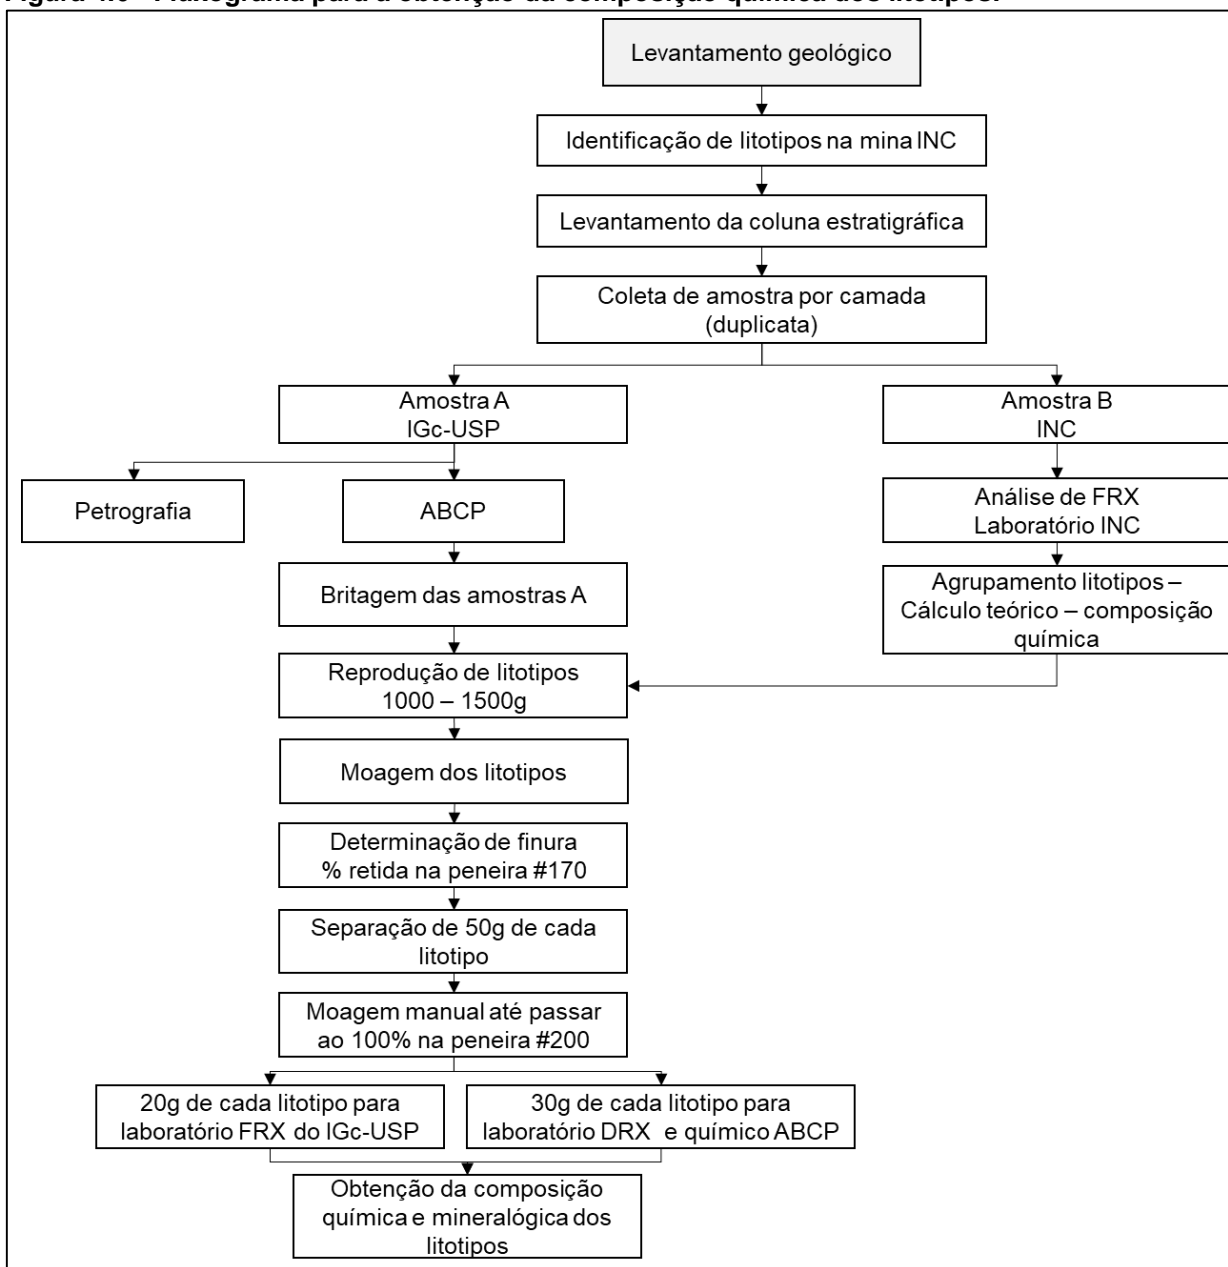 Levantamento geológico
Identificação de litotipos na mina INC
Levantamento da coluna estratigráfica
Coleta de amostra por camada
(duplicata)
Amostra A
IGc-USP
Amostra B
INC
Petrografia
ABCP
Análise de FRX
Laboratório INC
Britagem das amostras A
Agrupamento litotipos –
Cálculo teórico – composição
química
Reprodução de litotipos
1000 – 1500g
Moagem dos litotipos
Determinação de finura
% retida na peneira #170
Separação de 50g de cada
litotipo
Moagem manual até passar
ao 100% na peneira #200
20g de cada litotipo para
laboratório FRX do IGc-USP
30g de cada litotipo para
laboratório DRX e químico ABCP
Obtenção da composição
química e mineralógica dos
litotipos